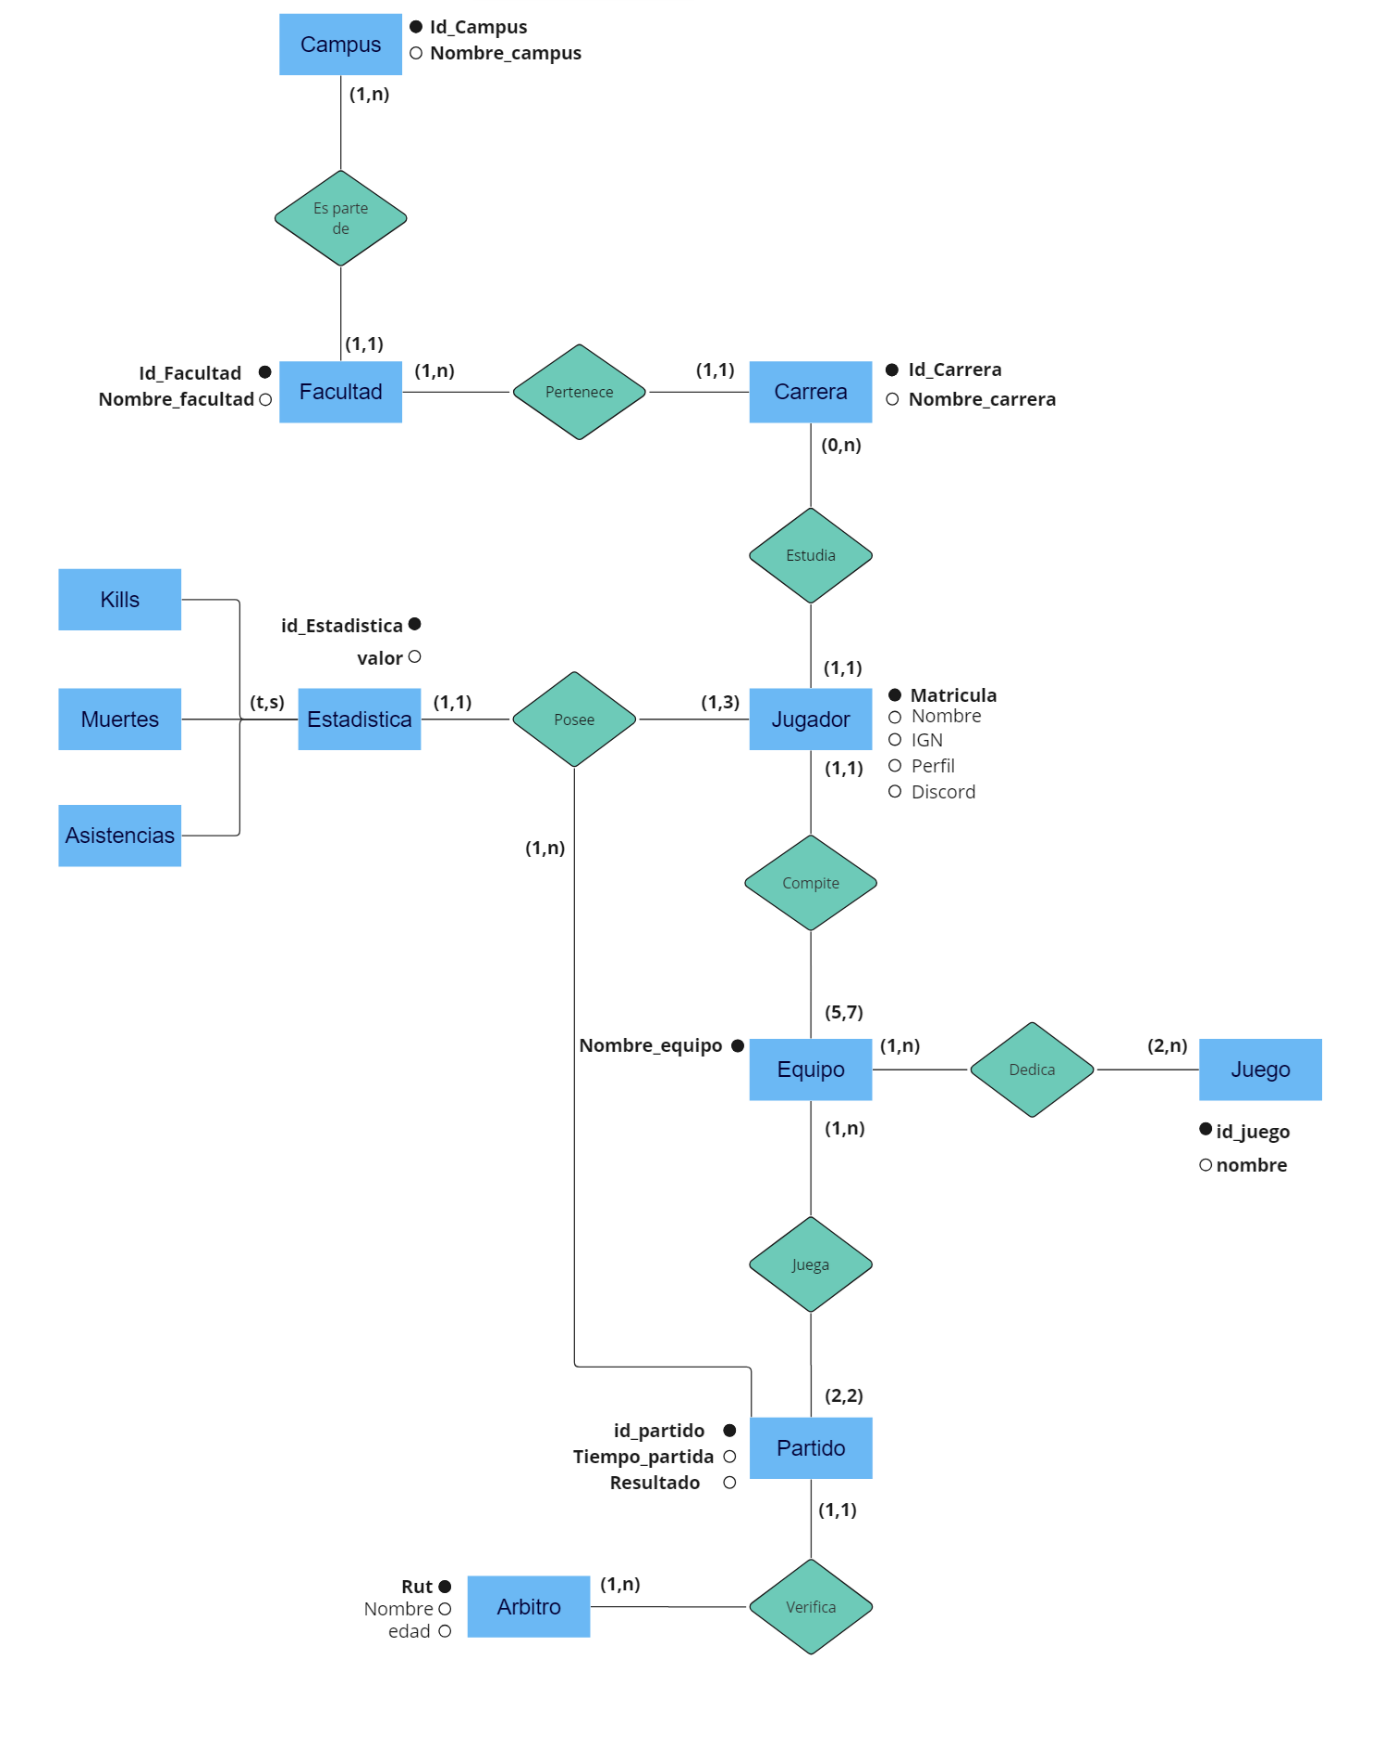 Campus
Id_Campus
Nombre_campus
(1,n)
Es parte
de
(1,1)
Id_Facultad
Nombre_facultad
Facultad
(1,n)
Pertenece
(1,1)
Carrera
Id_Carrera
Nombre_carrera
(0,n)
Estudia
(1,1)
Kills
Muertes
Asistencias
(t,s)
id_Estadistica
valor
Estadistica
(1,1)
Posee
(1,3)
Jugador
Matricula
Nombre
IGN
Perfil
Discord
(1,1)
(1,n)
Compite
(5,7)
Nombre_equipo
Equipo
(1,n)
Dedica
(2,n)
Juego
id_juego
nombre
(1,n)
Juega
(2,2)
id_partido
Tiempo_partida
Resultado
Partido
(1,1)
Rut
Nombre
edad
Arbitro
(1,n)
Verifica